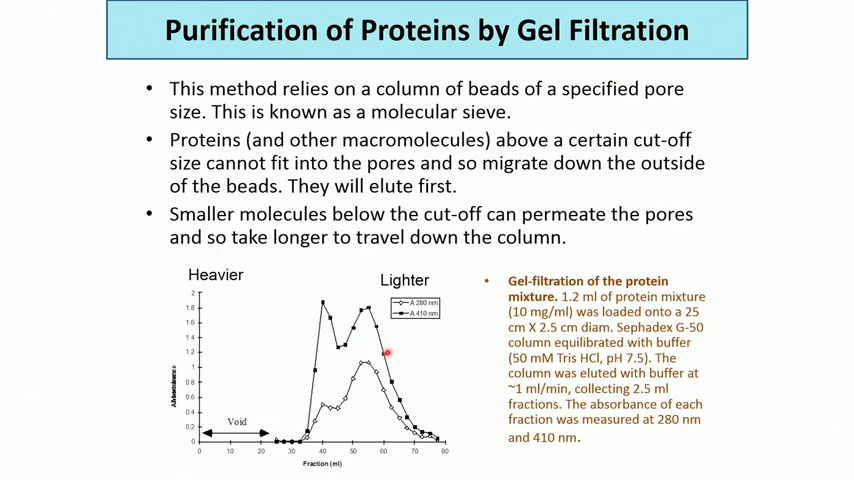 Purification of Proteins by Gel Filtration
• This method relies on a column of beads of a specified pore
size. This is known as a molecular sieve.
• Proteins (and other macromolecules) above a certain cut-off
size cannot fit into the pores and so migrate down the outside
of the beads. They will elute first.
• Smaller molecules below the cut-off can permeate the pores
and so take longer to travel down the column.
Heavier
Lighter
2
1.8
1.6
1.4
1.2
1
0.8
0.6
0.4
0.2
0
A 280 nm
A 410 nm
Void
0 10 20 30 40 50 60 70 80
Fraction (ml)
• Gel-filtration of the protein
mixture. 1.2 ml of protein mixture
(10 mg/ml) was loaded onto a 25
cm X 2.5 cm diam. Sephadex G-50
column equilibrated with buffer
(50 mM Tris HCl, pH 7.5). The
column was eluted with buffer at
~1 ml/min, collecting 2.5 ml
fractions. The absorbance of each
fraction was measured at 280 nm
and 410 nm.